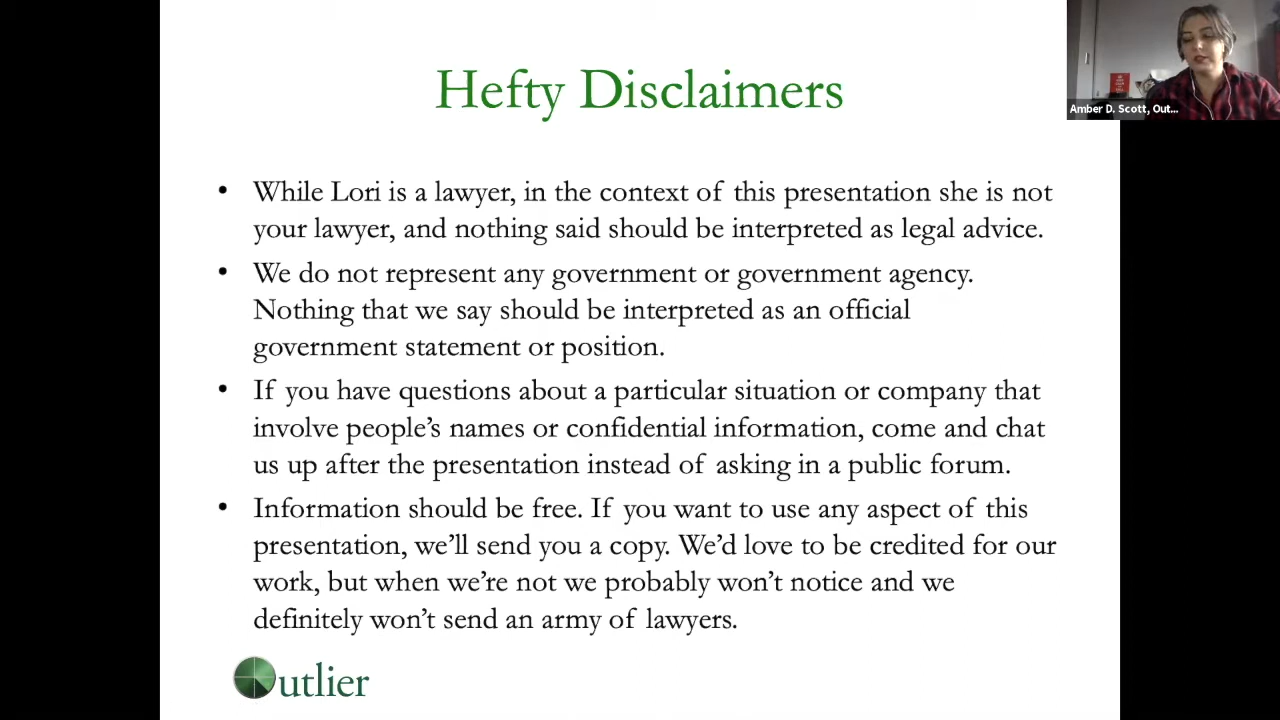 Hefty Disclaimers
Amber D. Scott, Out...
• While Lori is a lawyer, in the context of this presentation she is not
your lawyer, and nothing said should be interpreted as legal advice.
• We do not represent any government or government agency.
Nothing that we say should be interpreted as an official
government statement or position.
• If you have questions about a particular situation or company that
involve people’s names or confidential information, come and chat
us up after the presentation instead of asking in a public forum.
• Information should be free. If you want to use any aspect of this
presentation, we’ll send you a copy. We’d love to be credited for our
work, but when we’re not we probably won’t notice and we
definitely won’t send an army of lawyers.
Outlier